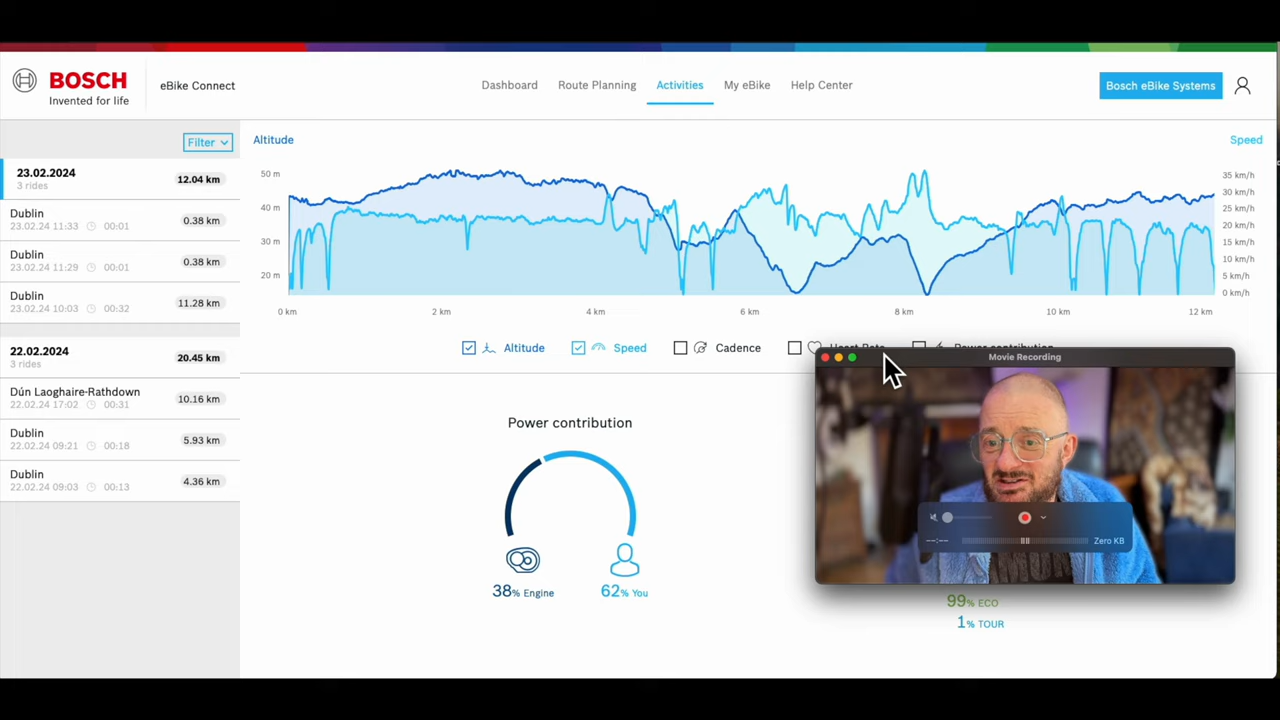 BOSCH
Invented for life
eBike Connect
Dashboard
Route Planning
Activities
My eBike
Help Center
Bosch eBike Systems
Filter
23.02.2024
3 rides
12.04 km
Dublin
23.02.24 11:33 00:01
0.38 km
Dublin
23.02.24 11:29 00:01
0.38 km
Dublin
23.02.24 10:03 00:32
11.28 km
22.02.2024
3 rides
20.45 km
Dún Laoghaire-Rathdown
22.02.24 17:02 00:31
10.16 km
Dublin
22.02.24 09:21 00:18
5.93 km
Dublin
22.02.24 09:03 00:13
4.36 km
Altitude
Speed
50 m
40 m
30 m
20 m
35 km/h
30 km/h
25 km/h
20 km/h
15 km/h
10 km/h
5 km/h
0 km/h
0 km
2 km
4 km
6 km
8 km
10 km
12 km
Altitude
Speed
Cadence
Heart Rate
Power contribution
Movie Recording
--:--
Zero KB
Power contribution
38% Engine
62% You
99% ECO
1% TOUR